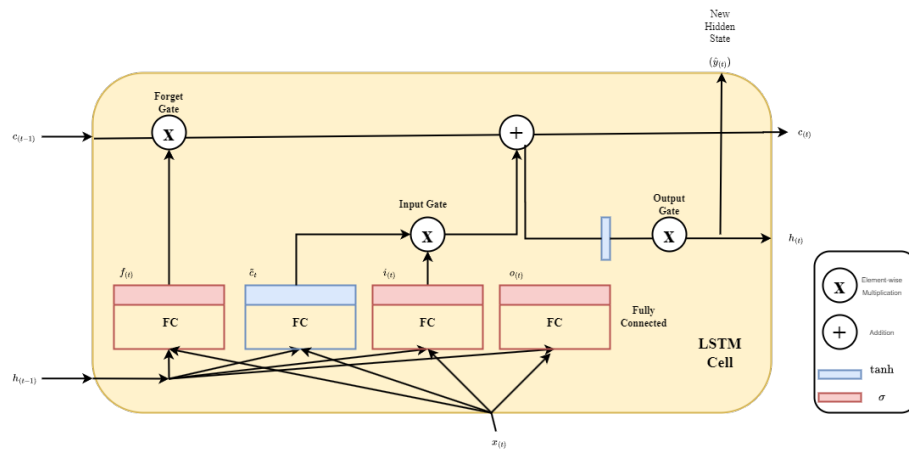 New
Hidden
State
(ŷ₍t₎)
Forget
Gate
c₍t-1₎
X
+
c₍t₎
Input Gate
X
Output
Gate
X
h₍t₎
f₍t₎
c̃ₜ
i₍t₎
o₍t₎
FC
FC
FC
FC
Fully
Connected
LSTM
Cell
h₍t-1₎
x₍t₎
X
Element-wise
Multiplication
+
Addition
tanh
σ